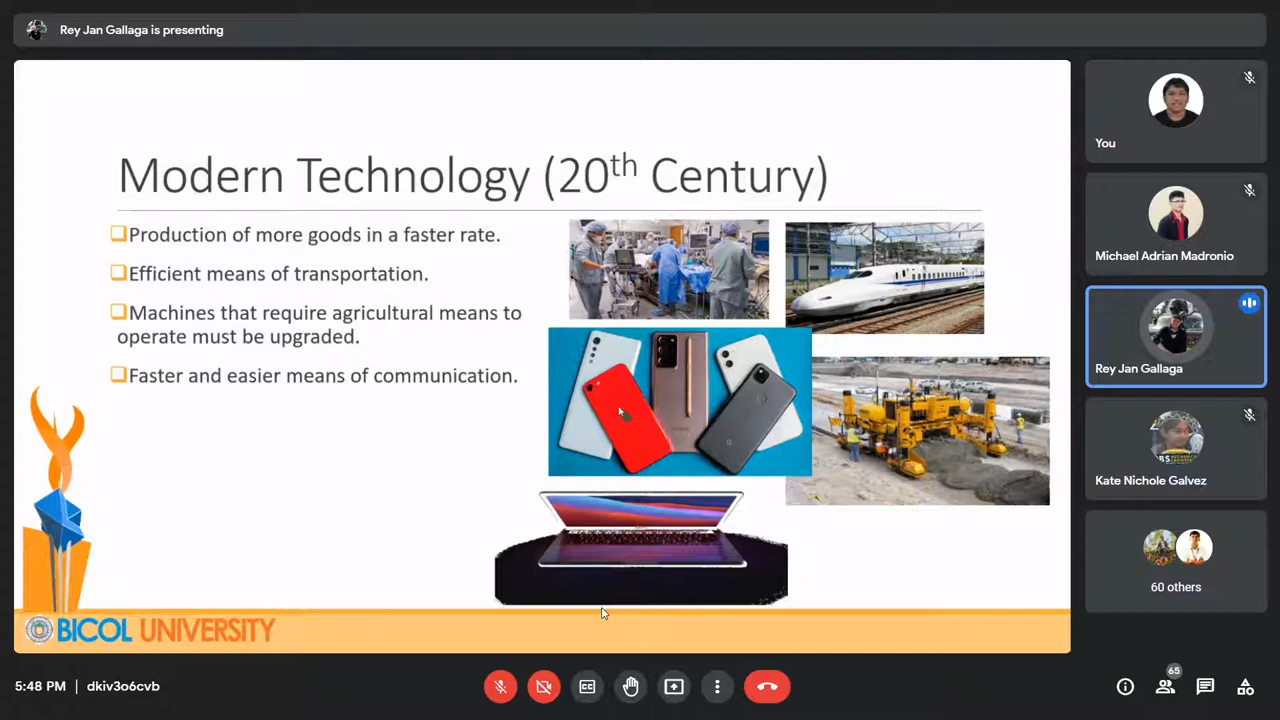 Rey Jan Gallaga is presenting
Modern Technology (20th Century)
Production of more goods in a faster rate.
Efficient means of transportation.
Machines that require agricultural means to
operate must be upgraded.
Faster and easier means of communication.
BICOL UNIVERSITY
You
Michael Adrian Madronio
Rey Jan Gallaga
Kate Nichole Galvez
60 others
5:48 PM | dkiv3o6cvb
65